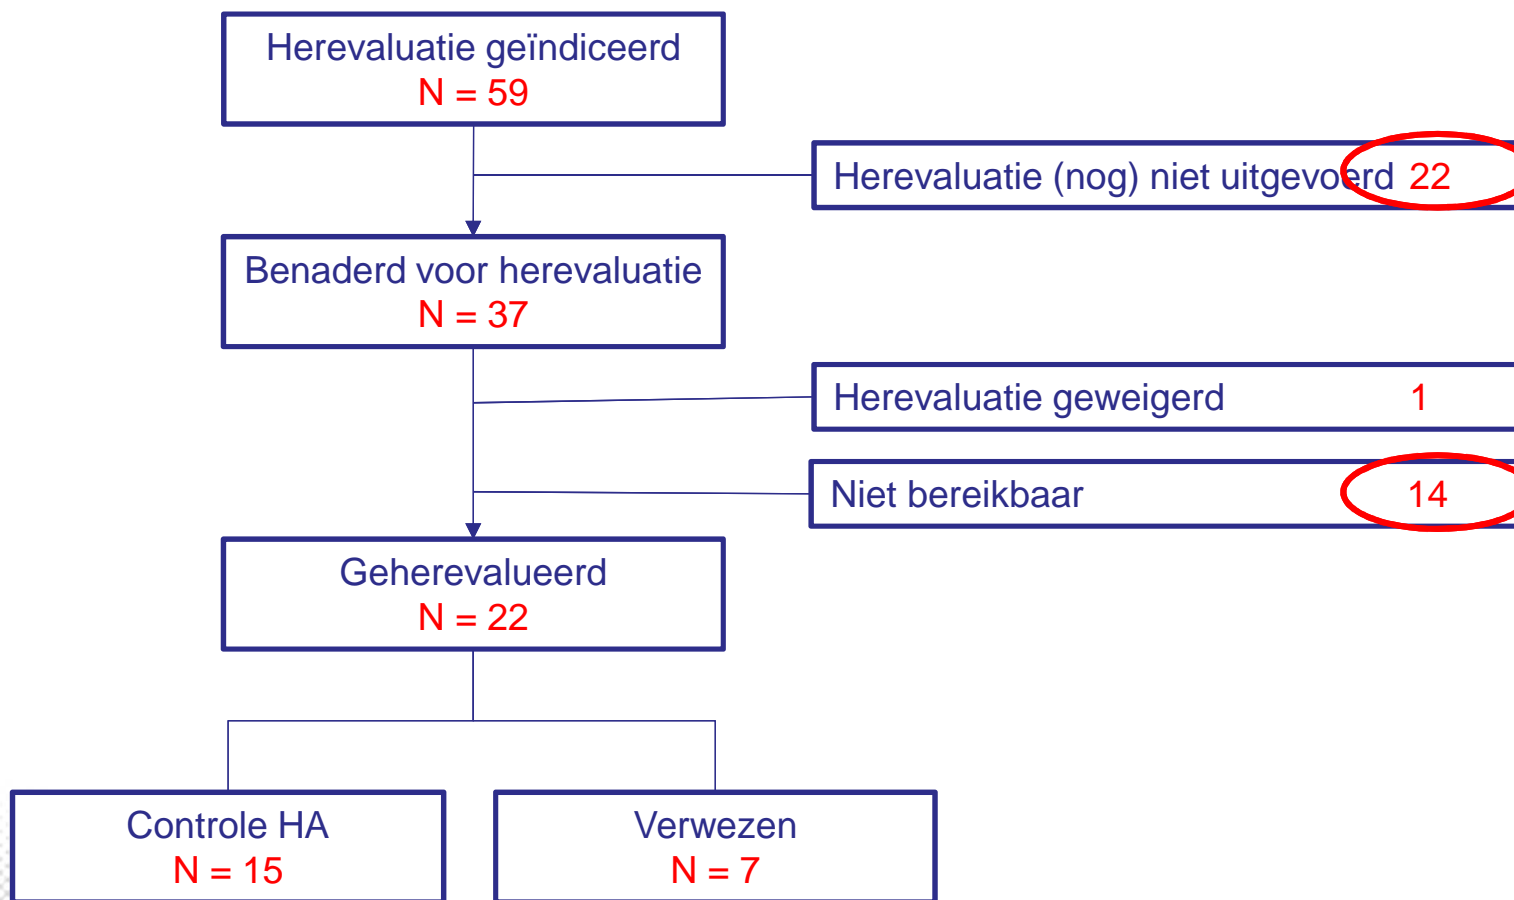 Herevaluatie geïndiceerd
N = 59
Herevaluatie (nog) niet uitgevoerd 22
Benaderd voor herevaluatie
N = 37
Herevaluatie geweigerd 1
Niet bereikbaar 14
Geherevalueerd
N = 22
Controle HA
N = 15
Verwezen
N = 7